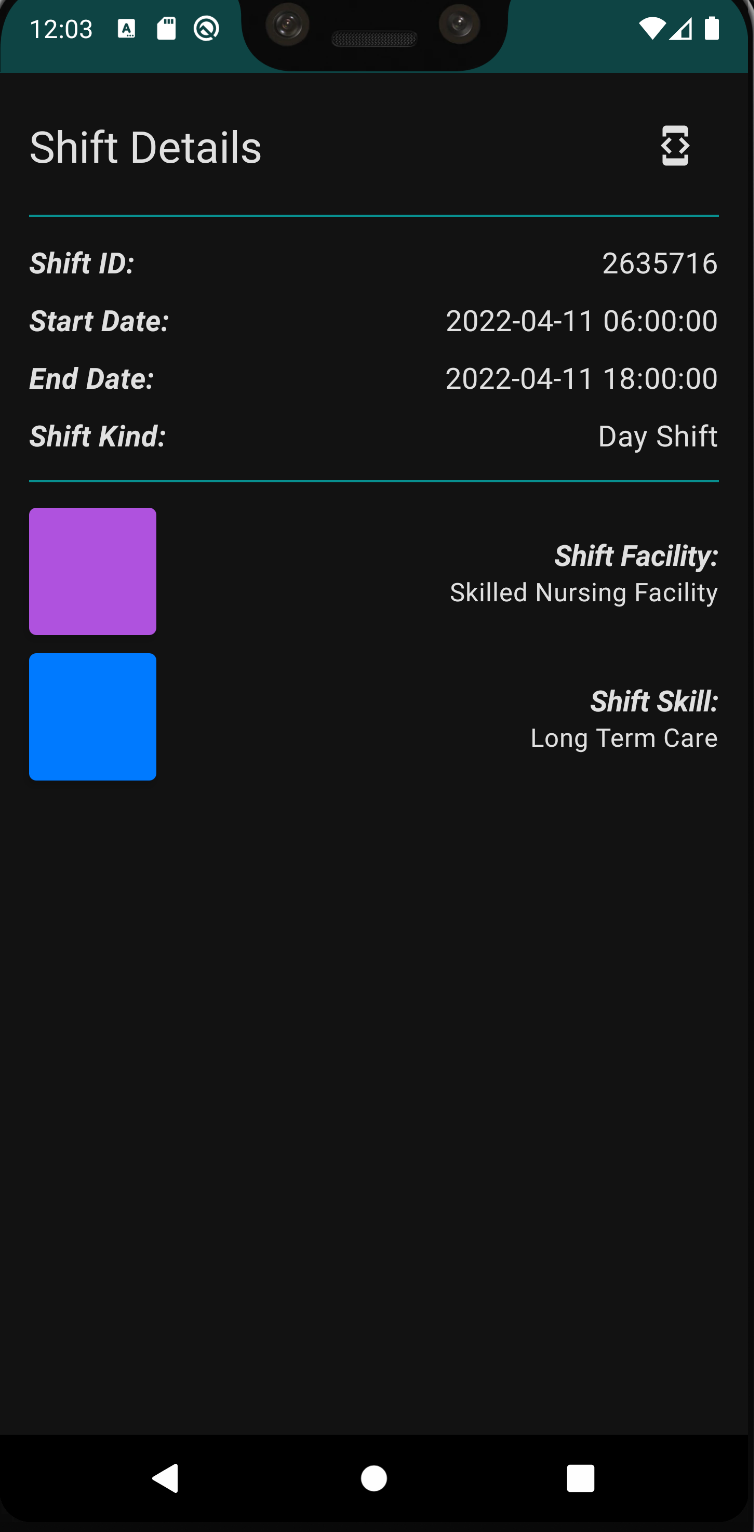 12:03
Shift Details
Shift ID: 2635716
Start Date: 2022-04-11 06:00:00
End Date: 2022-04-11 18:00:00
Shift Kind: Day Shift
Shift Facility:
Skilled Nursing Facility
Shift Skill:
Long Term Care